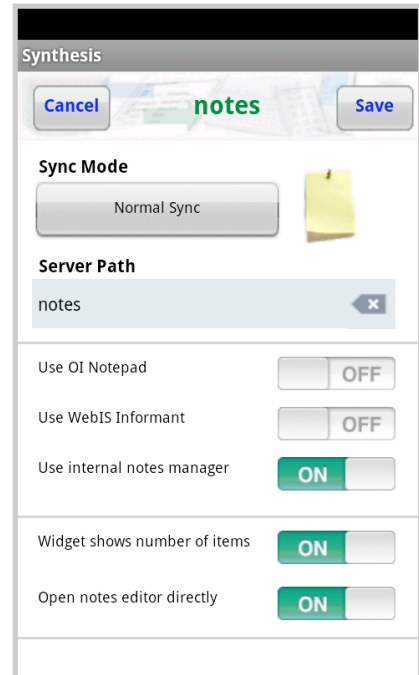 Synthesis
Cancel notes Save
Sync Mode
Normal Sync
Server Path
notes
Use OI Notepad OFF
Use WebIS Informant OFF
Use internal notes manager ON
Widget shows number of items ON
Open notes editor directly ON